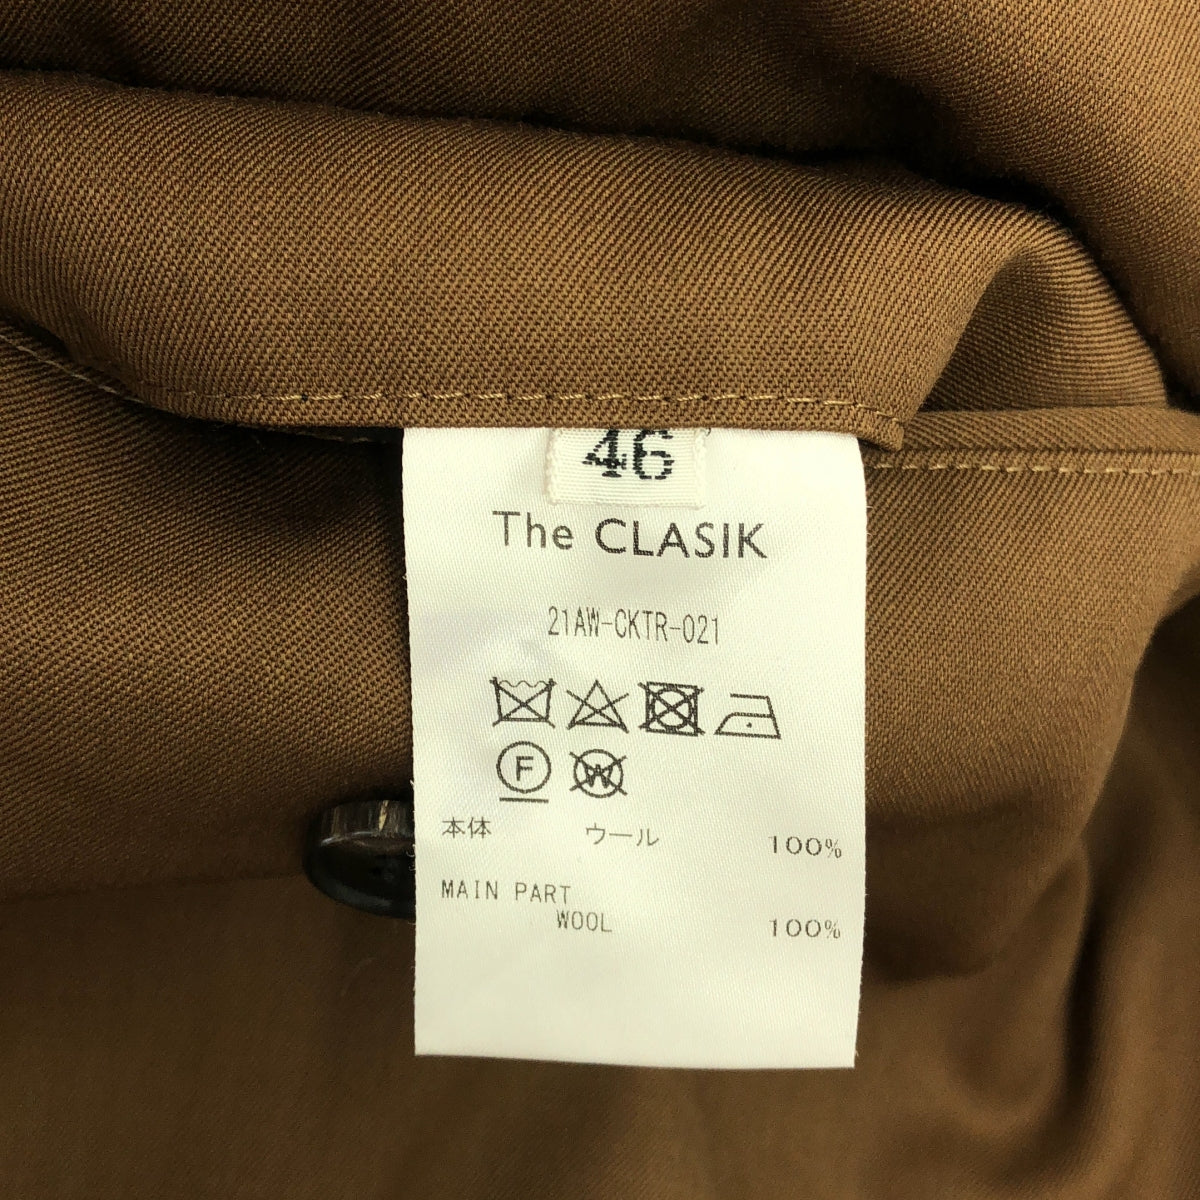 46
The CLASIK
21AW-CKTR-021
F W
本体 ウール 100%
MAIN PART
WOOL 100%